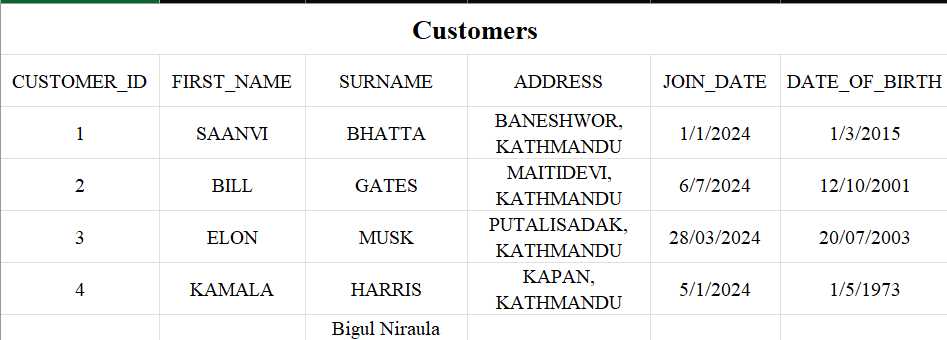 Customers
CUSTOMER_ID FIRST_NAME SURNAME ADDRESS JOIN_DATE DATE_OF_BIRTH
1 SAANVI BHATTA BANESHWOR, KATHMANDU 1/1/2024 1/3/2015
2 BILL GATES MAITIDEVI, KATHMANDU 6/7/2024 12/10/2001
3 ELON MUSK PUTALISADAK, KATHMANDU 28/03/2024 20/07/2003
4 KAMALA HARRIS KAPAN, KATHMANDU 5/1/2024 1/5/1973
Bigul Niraula